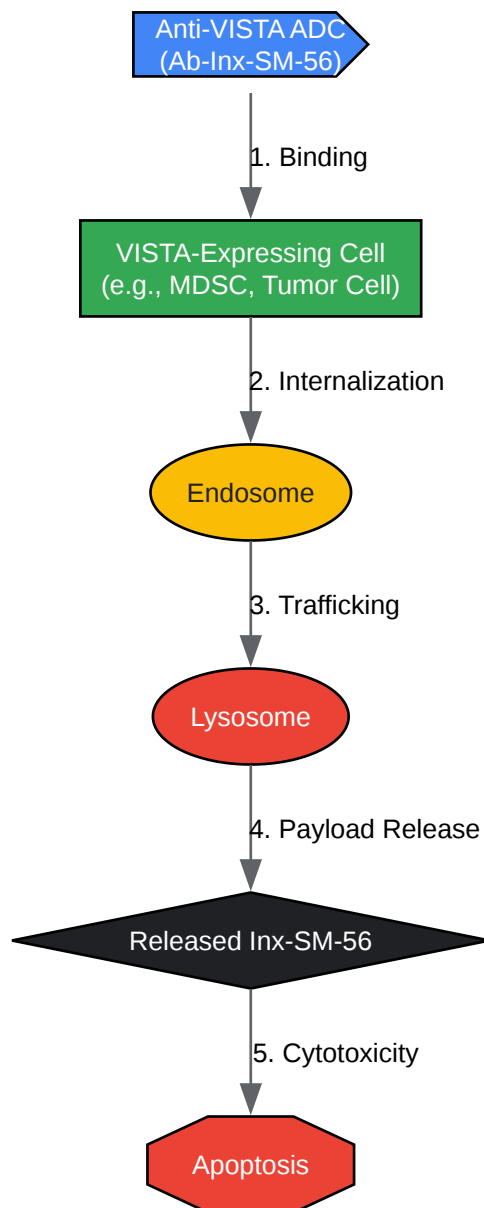 Anti-VISTA ADC
(Ab-Inx-SM-56)
1. Binding
VISTA-Expressing Cell
(e.g., MDSC, Tumor Cell)
2. Internalization
Endosome
3. Trafficking
Lysosome
4. Payload Release
Released Inx-SM-56
5. Cytotoxicity
Apoptosis